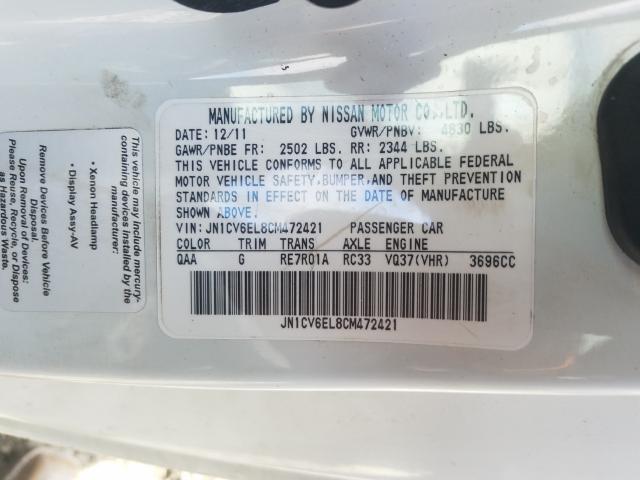 MANUFACTURED BY NISSAN MOTOR CO.,LTD.
DATE: 12/11 GVWR/PNBV: 4830 LBS.
GAWR/PNBE FR: 2502 LBS. RR: 2344 LBS.
THIS VEHICLE CONFORMS TO ALL APPLICABLE FEDERAL
MOTOR VEHICLE SAFETY,BUMPER,AND THEFT PREVENTION
STANDARDS IN EFFECT ON THE DATE OF MANUFACTURE
SHOWN ABOVE.
VIN:JN1CV6EL8CM472421 PASSENGER CAR
COLOR TRIM TRANS AXLE ENGINE
QAA G RE7R01A RC33 VQ37(VHR) 3696CC
JN1CV6EL8CM472421
This vehicle may include mercury-
containing devices installed by the
manufacturer:
• Xenon Headlamp
• Display Assy-AV
Remove Devices Before Vehicle
Disposal.
Upon Removal of Devices:
Please Reuse, Recycle, or Dispose
as Hazardous Waste.